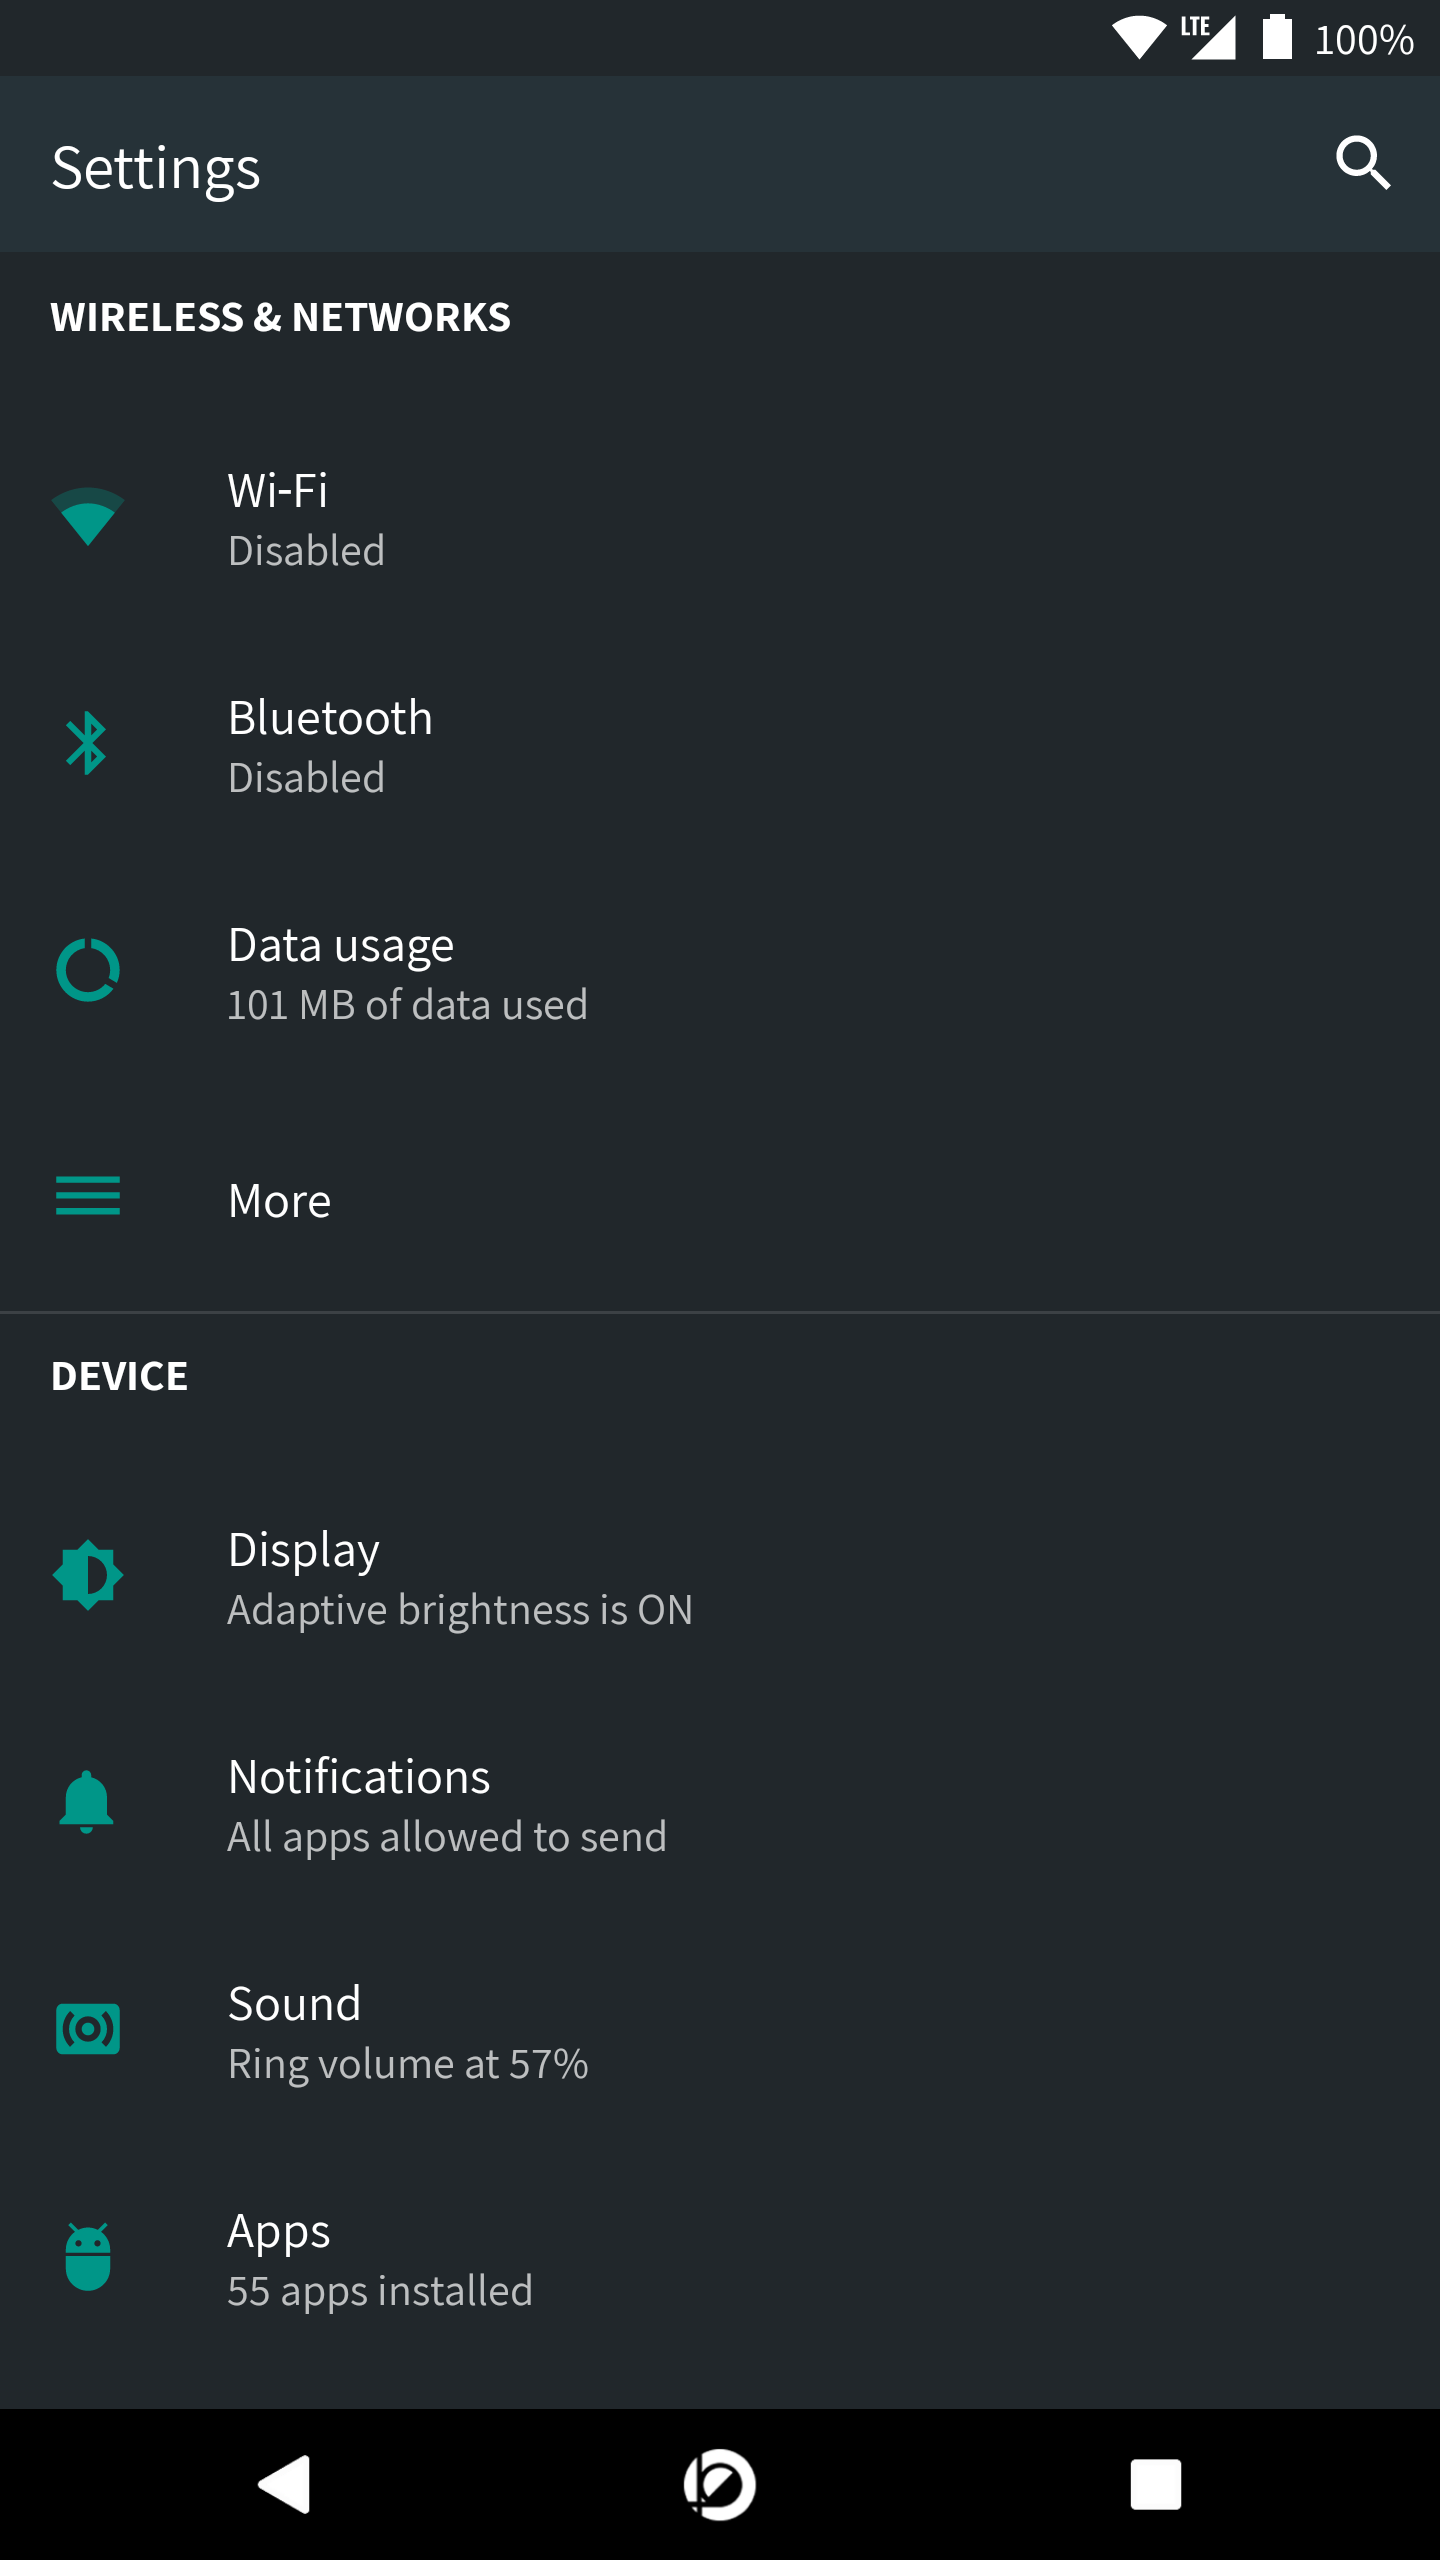 LTE 100%
Settings
WIRELESS & NETWORKS
Wi-Fi
Disabled
Bluetooth
Disabled
Data usage
101 MB of data used
More
DEVICE
Display
Adaptive brightness is ON
Notifications
All apps allowed to send
Sound
Ring volume at 57%
Apps
55 apps installed